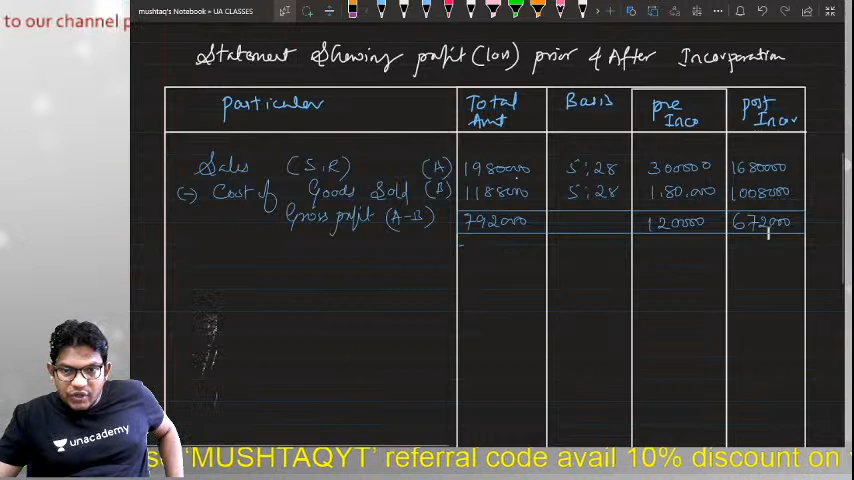 to our channel
mushtaq's Notebook » UA CLASSES
Statement Showing profit (loss) prior & After Incorporation
Particular Total Amt Basis pre Inco post Incor
Sales (S.R) (A) 1980000 5:28 300000 1680000
(-) Cost of Goods Sold (B) 1188000 5:28 1,80,000 1008000
Gross profit (A-B) 792000 120000 672000
unacademy
'MUSHTAQYT' referral code avail 10% discount on